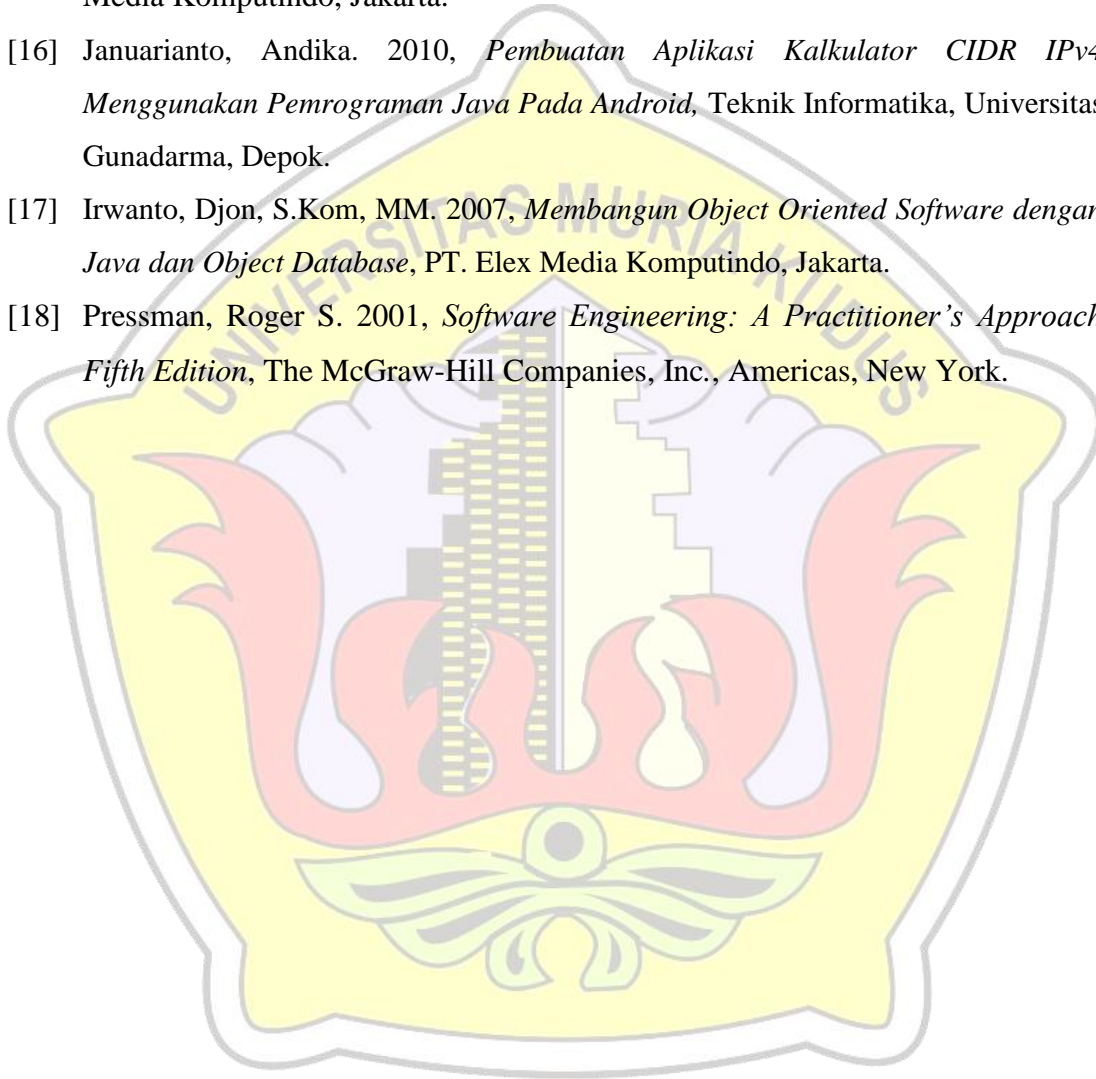 Media Komputindo, Jakarta.
[16] Januarianto, Andika. 2010, Pembuatan Aplikasi Kalkulator CIDR IPv4
Menggunakan Pemrograman Java Pada Android, Teknik Informatika, Universitas
Gunadarma, Depok.
[17] Irwanto, Djon, S.Kom, MM. 2007, Membangun Object Oriented Software dengan
Java dan Object Database, PT. Elex Media Komputindo, Jakarta.
[18] Pressman, Roger S. 2001, Software Engineering: A Practitioner’s Approach
Fifth Edition, The McGraw-Hill Companies, Inc., Americas, New York.
UNIVERSITAS MURIA KUDUS